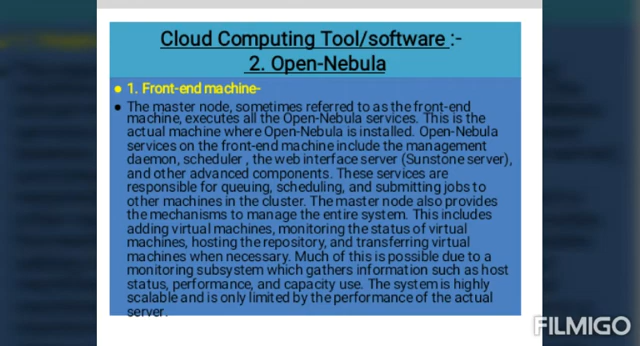 Cloud Computing Tool/software :-
2. Open-Nebula
1. Front-end machine-
The master node, sometimes referred to as the front-end
machine, executes all the Open-Nebula services. This is the
actual machine where Open-Nebula is installed. Open-Nebula
services on the front-end machine include the management
daemon, scheduler , the web interface server (Sunstone server),
and other advanced components. These services are
responsible for queuing, scheduling, and submitting jobs to
other machines in the cluster. The master node also provides
the mechanisms to manage the entire system. This includes
adding virtual machines, monitoring the status of virtual
machines, hosting the repository, and transferring virtual
machines when necessary. Much of this is possible due to a
monitoring subsystem which gathers information such as host
status, performance, and capacity use. The system is highly
scalable and is only limited by the performance of the actual
server.
FILMIGO